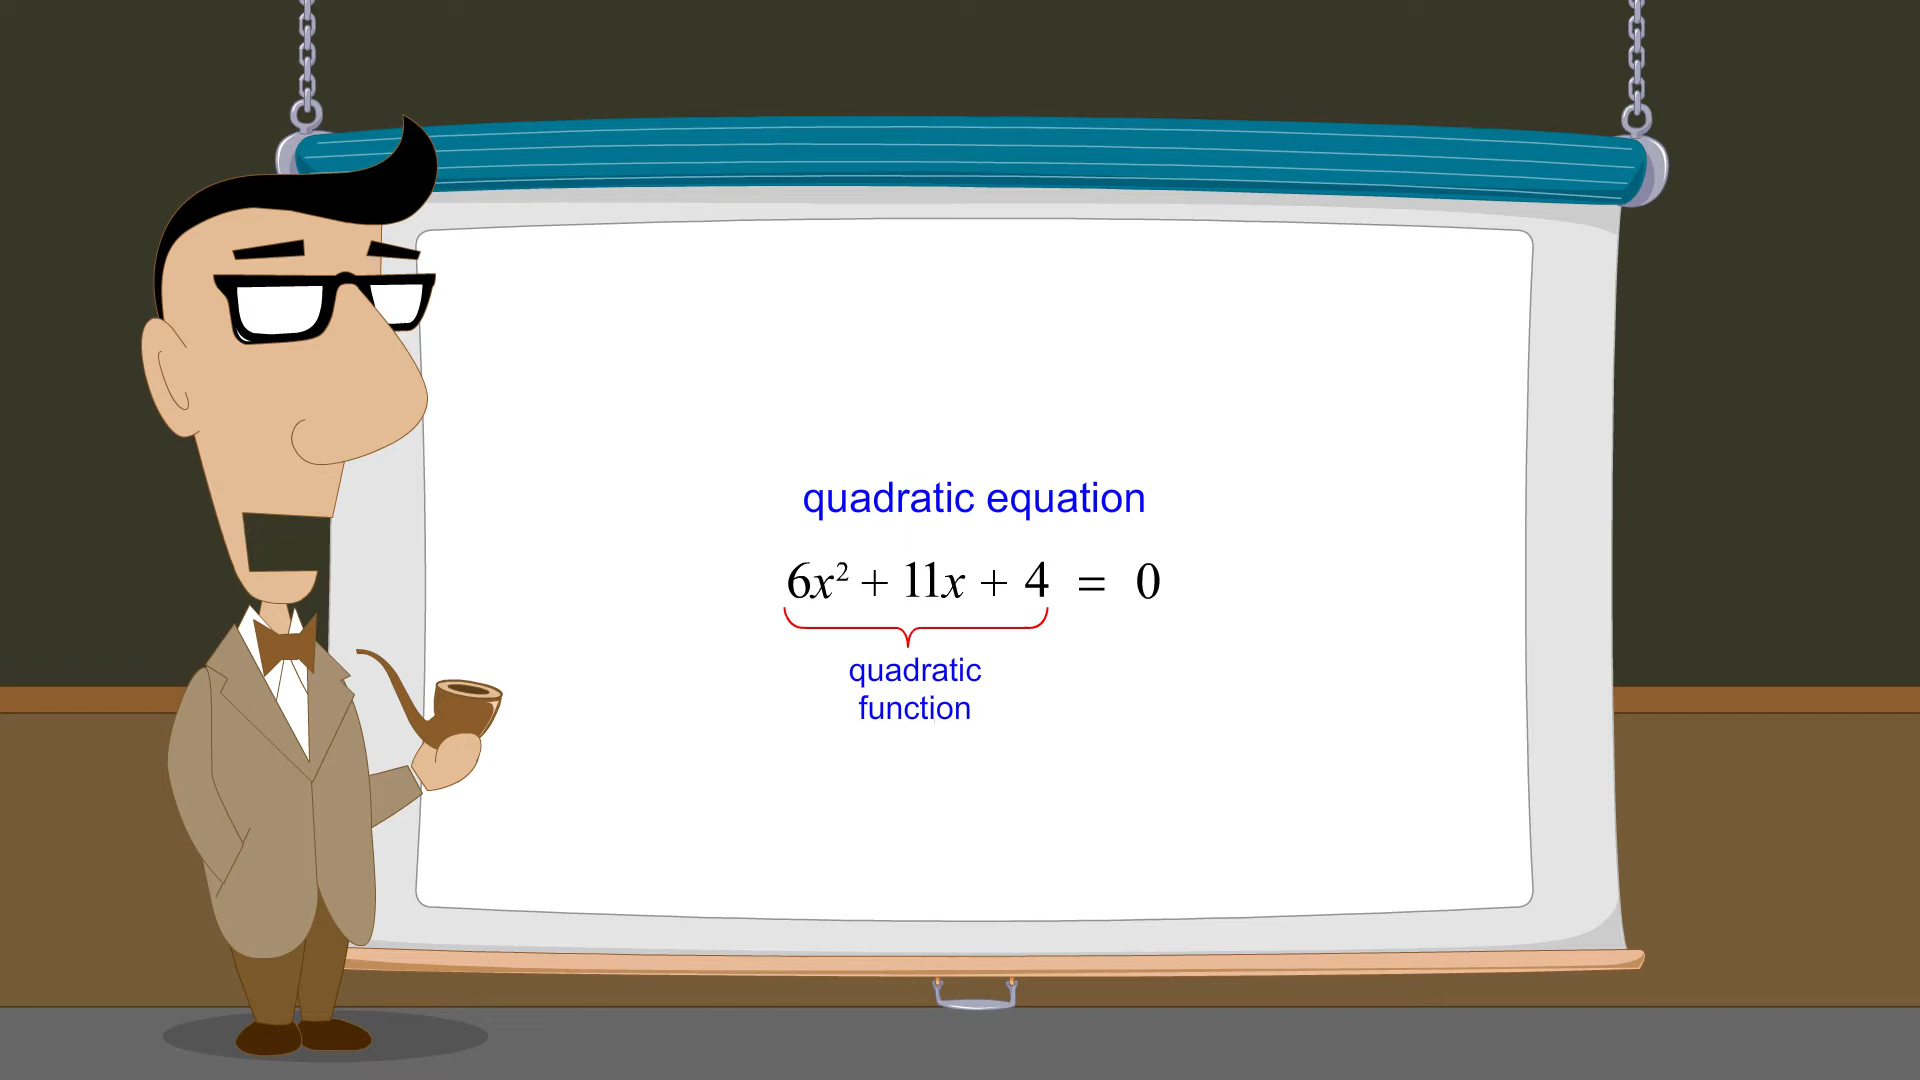 quadratic equation
6x² + 11x + 4 = 0
quadratic
function